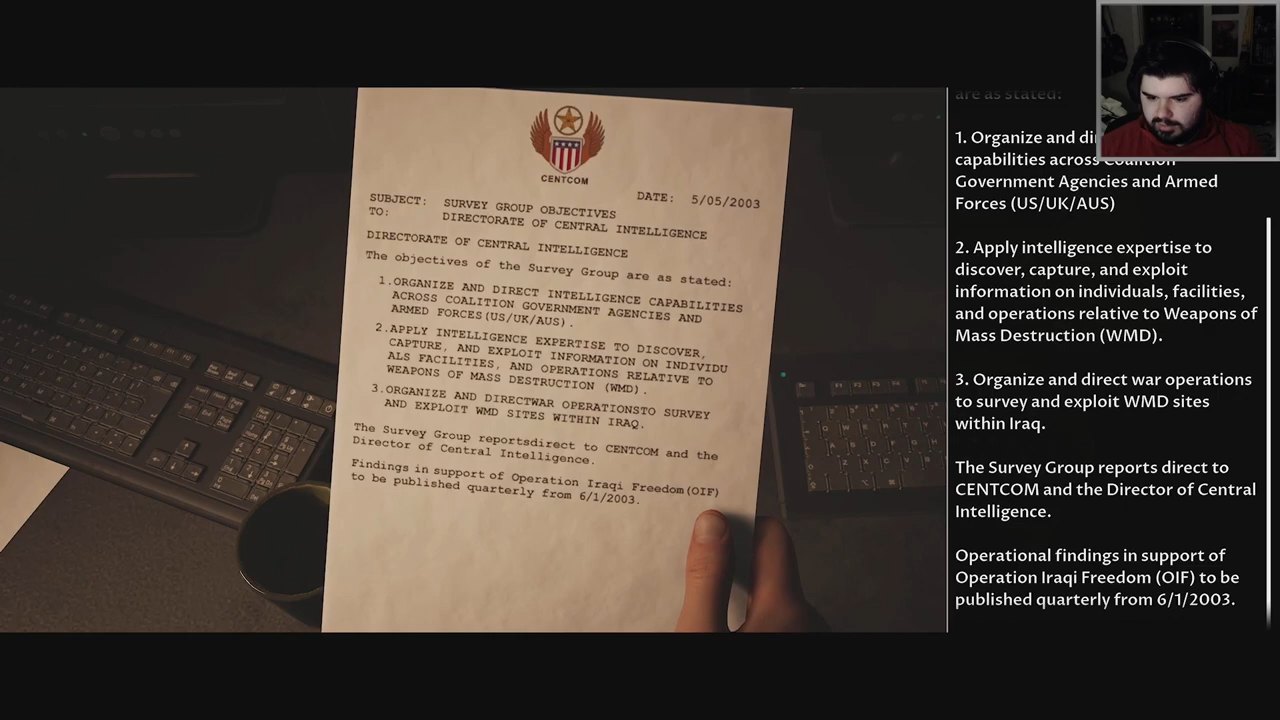 CENTCOM
DATE: 5/05/2003
SUBJECT: SURVEY GROUP OBJECTIVES
TO: DIRECTORATE OF CENTRAL INTELLIGENCE
DIRECTORATE OF CENTRAL INTELLIGENCE
The objectives of the Survey Group are as stated:
1.ORGANIZE AND DIRECT INTELLIGENCE CAPABILITIES
ACROSS COALITION GOVERNMENT AGENCIES AND
ARMED FORCES(US/UK/AUS).
2.APPLY INTELLIGENCE EXPERTISE TO DISCOVER,
CAPTURE, AND EXPLOIT INFORMATION ON INDIVIDU
ALS FACILITIES, AND OPERATIONS RELATIVE TO
WEAPONS OF MASS DESTRUCTION (WMD).
3.ORGANIZE AND DIRECTWAR OPERATIONSTO SURVEY
AND EXPLOIT WMD SITES WITHIN IRAQ.
The Survey Group reportsdirect to CENTCOM and the
Director of Central Intelligence.
Findings in support of Operation Iraqi Freedom(OIF)
to be published quarterly from 6/1/2003.
are as stated:
1. Organize and
capabilities across Coalition
Government Agencies and Armed
Forces (US/UK/AUS)
2. Apply intelligence expertise to
discover, capture, and exploit
information on individuals, facilities,
and operations relative to Weapons of
Mass Destruction (WMD).
3. Organize and direct war operations
to survey and exploit WMD sites
within Iraq.
The Survey Group reports direct to
CENTCOM and the Director of Central
Intelligence.
Operational findings in support of
Operation Iraqi Freedom (OIF) to be
published quarterly from 6/1/2003.